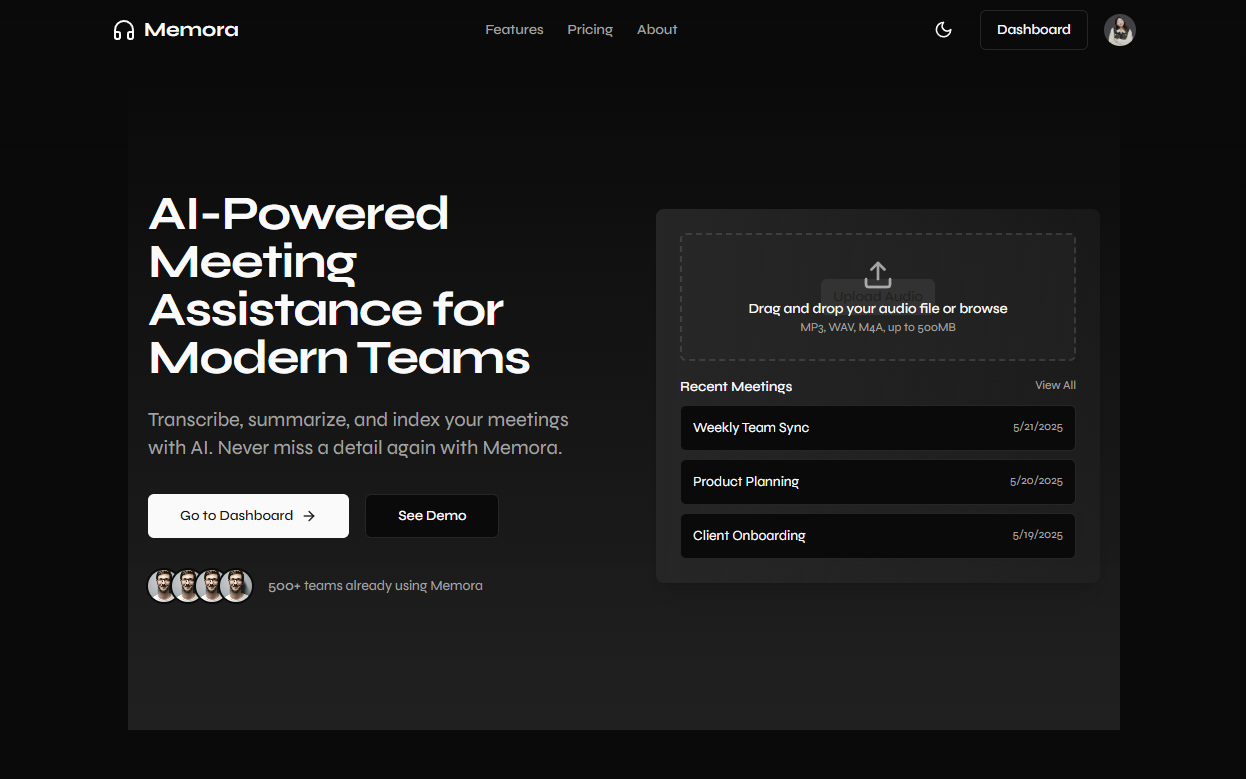 Memora
Features Pricing About
Dashboard
AI-Powered
Meeting
Assistance for
Modern Teams
Transcribe, summarize, and index your meetings
with AI. Never miss a detail again with Memora.
Go to Dashboard
See Demo
500+ teams already using Memora
Upload Audio
Drag and drop your audio file or browse
MP3, WAV, M4A, up to 500MB
Recent Meetings
View All
Weekly Team Sync
5/21/2025
Product Planning
5/20/2025
Client Onboarding
5/19/2025